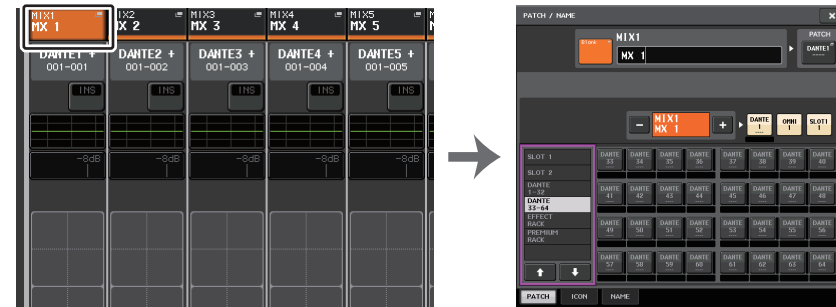 MIX1
MX 1
MIX2
MX 2
MIX3
MX 3
MIX4
MX 4
MIX5
MX 5
DANTE1 +
001-001
DANTE2 +
001-002
DANTE3 +
001-003
DANTE4 +
001-004
DANTE5 +
001-005
INS
INS
INS
INS
INS
-8dB
-8dB
-8dB
-8dB
-8dB
PATCH / NAME
Blank
MIX1
MX 1
PATCH
DANTE1
MIX1
MX 1
DANTE
1
OMNI
1
SLOT1
1
SLOT 1
SLOT 2
DANTE
1-32
DANTE
33-64
EFFECT
RACK
PREMIUM
RACK
DANTE 33
DANTE 34
DANTE 35
DANTE 36
DANTE 37
DANTE 38
DANTE 39
DANTE 40
DANTE 41
DANTE 42
DANTE 43
DANTE 44
DANTE 45
DANTE 46
DANTE 47
DANTE 48
DANTE 49
DANTE 50
DANTE 51
DANTE 52
DANTE 53
DANTE 54
DANTE 55
DANTE 56
DANTE 57
DANTE 58
DANTE 59
DANTE 60
DANTE 61
DANTE 62
DANTE 63
DANTE 64
PATCH
ICON
NAME